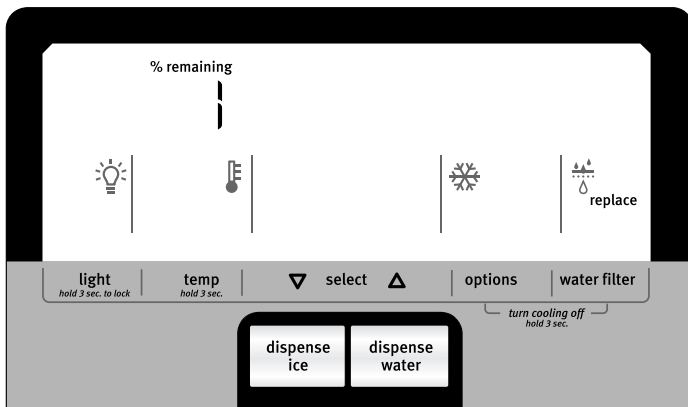 % remaining
1
replace
light
hold 3 sec. to lock
temp
hold 3 sec.
select
options
water filter
turn cooling off
hold 3 sec.
dispense
ice
dispense
water